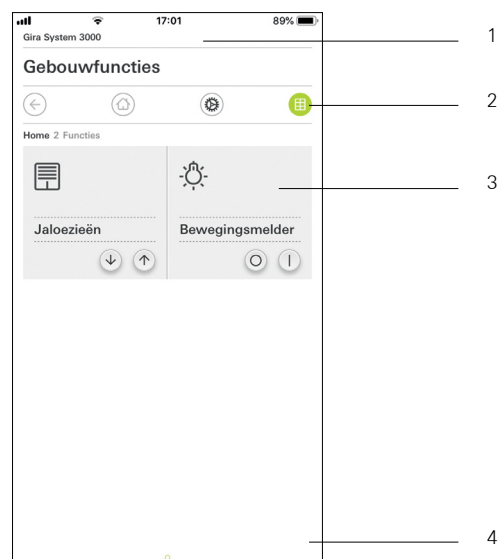 17:01 89%
Gira System 3000
1
Gebouwfuncties
2
Home 2 Functies
3
Jaloezieën Bewegingsmelder
4